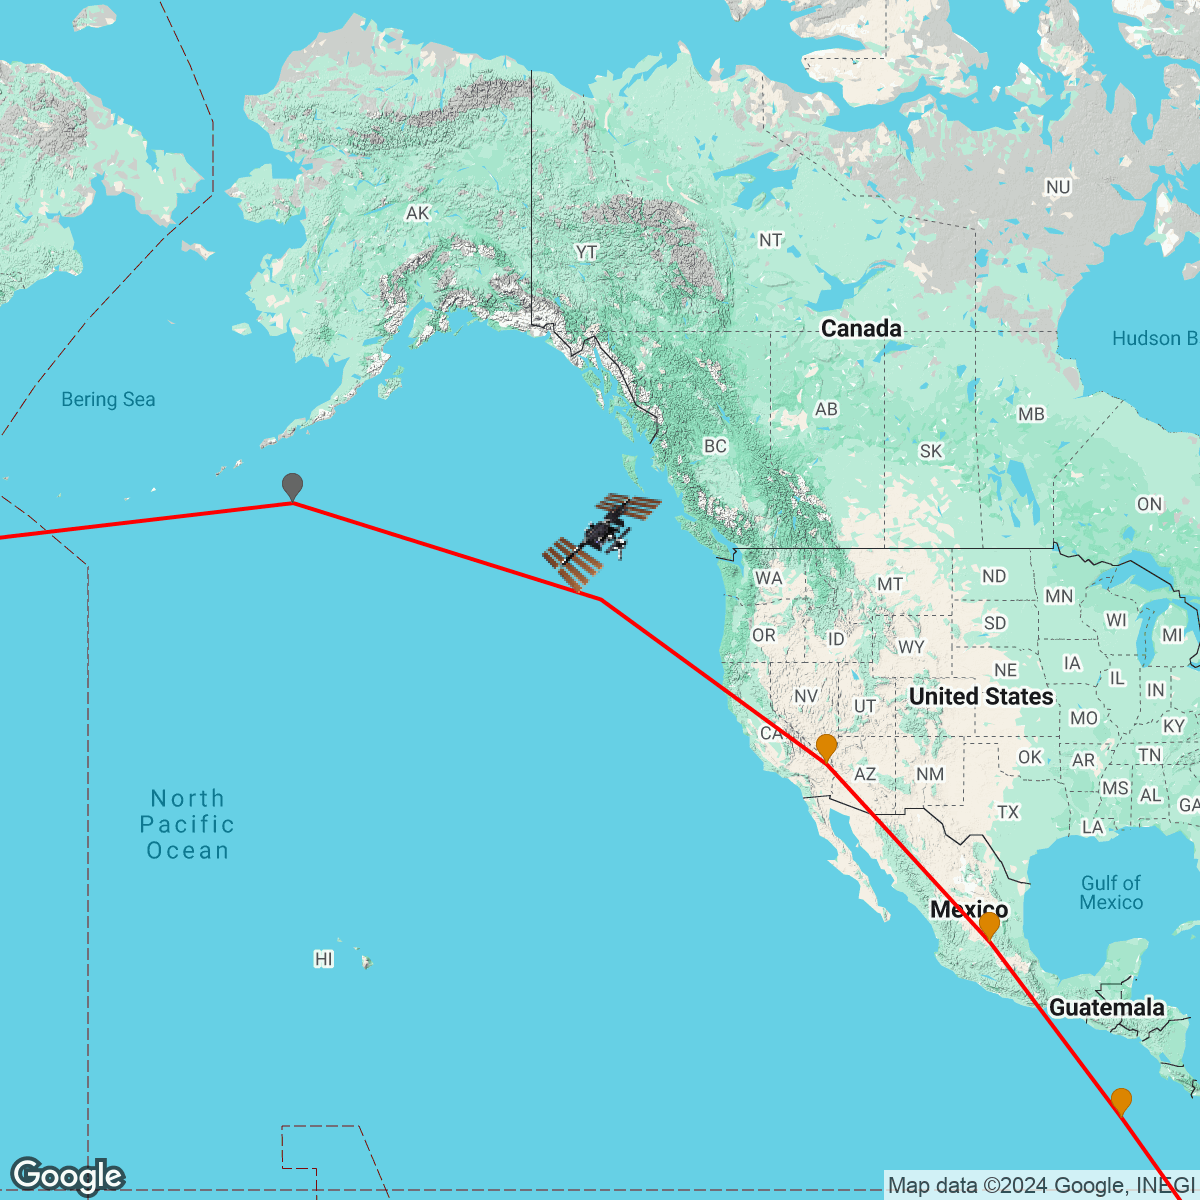 NU
AK
NT
YT
Canada
Hudson B
Bering Sea
AB
MB
BC
SK
ON
WA
MT
ND
MN
WI
MI
OR
ID
SD
WY
IA
NE
IL
IN
NV
UT
United States
MO
KY
CA
OK
AR
TN
AZ
NM
MS
AL
GA
TX
LA
North
Pacific
Ocean
Gulf of
Mexico
Mexico
HI
Guatemala
Google
Map data ©2024 Google, INEGI